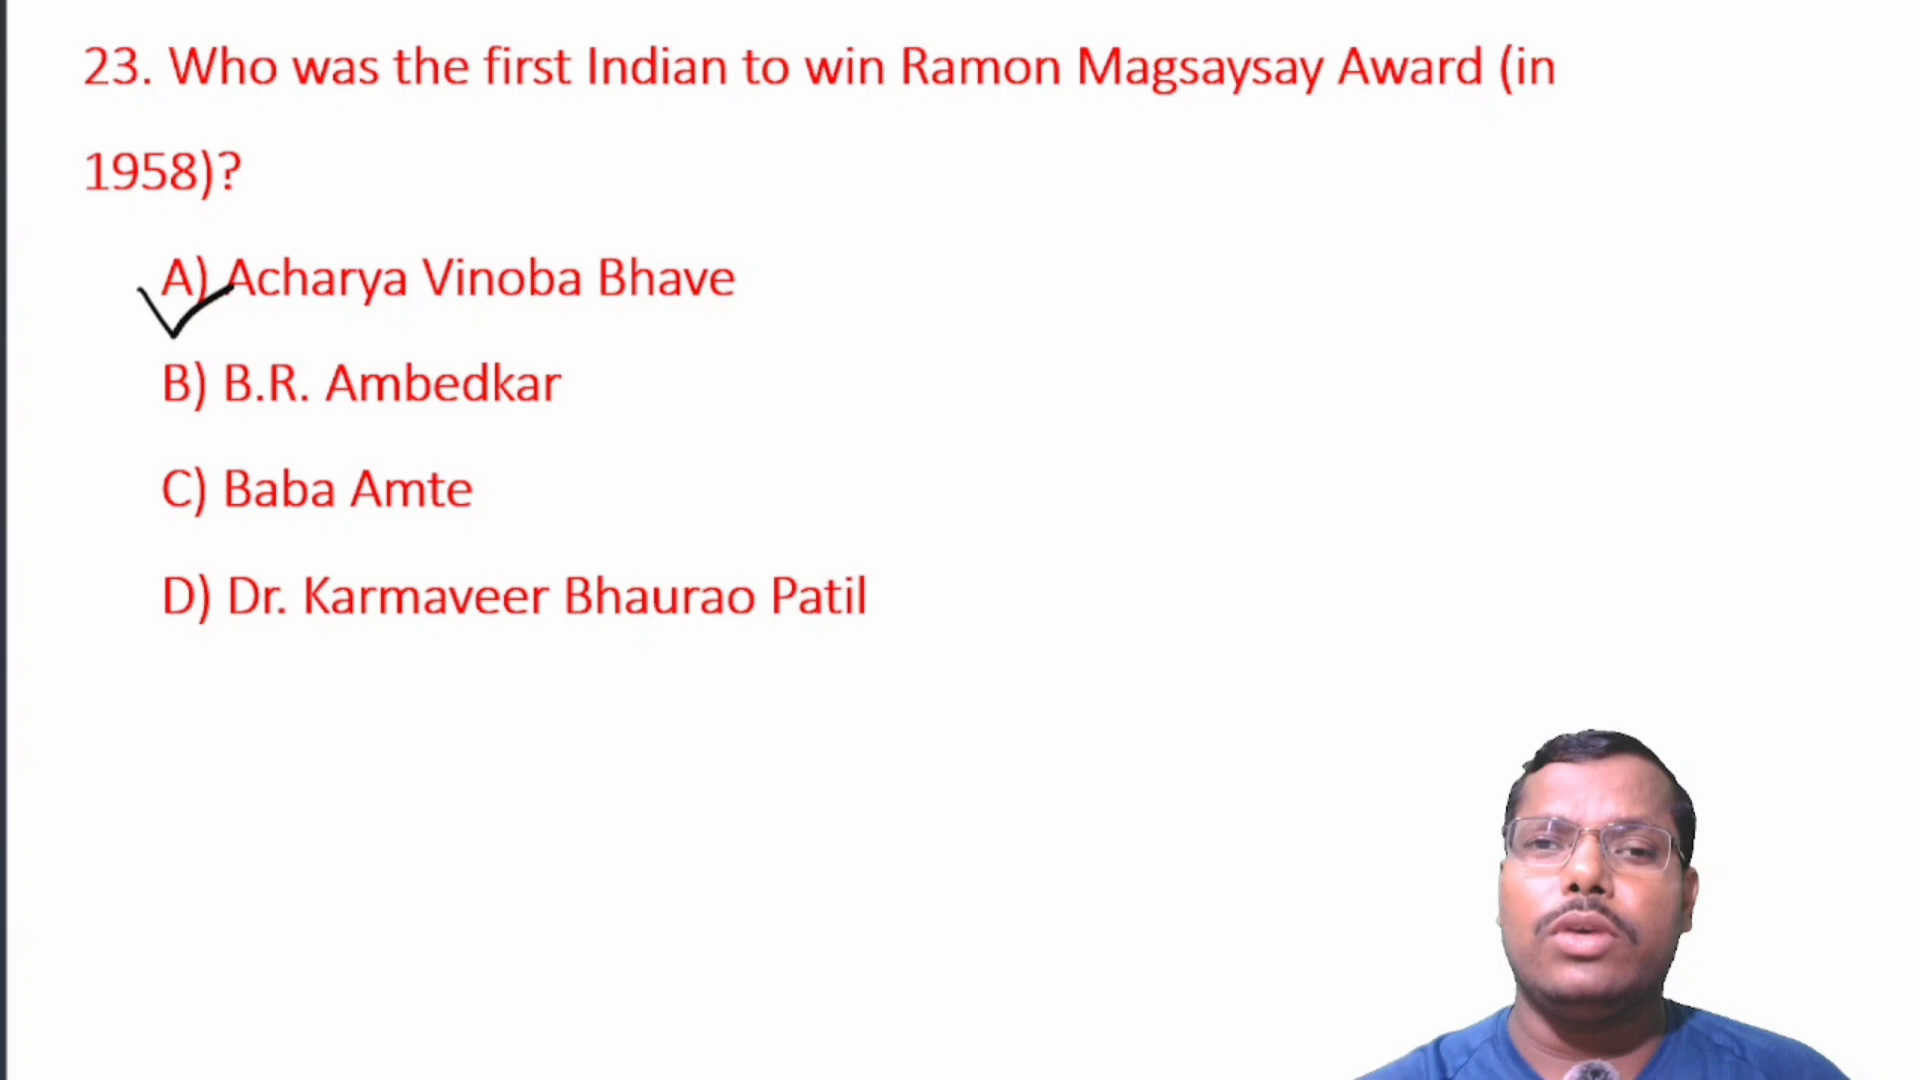 23. Who was the first Indian to win Ramon Magsaysay Award (in
1958)?
A) Acharya Vinoba Bhave
B) B.R. Ambedkar
C) Baba Amte
D) Dr. Karmaveer Bhaurao Patil